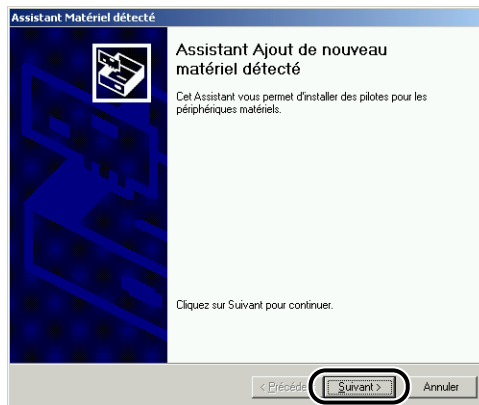 Assistant Matériel détecté
Assistant Ajout de nouveau
matériel détecté
Cet Assistant vous permet d'installer des pilotes pour les
périphériques matériels.
Cliquez sur Suivant pour continuer.
< Suivant > Annuler